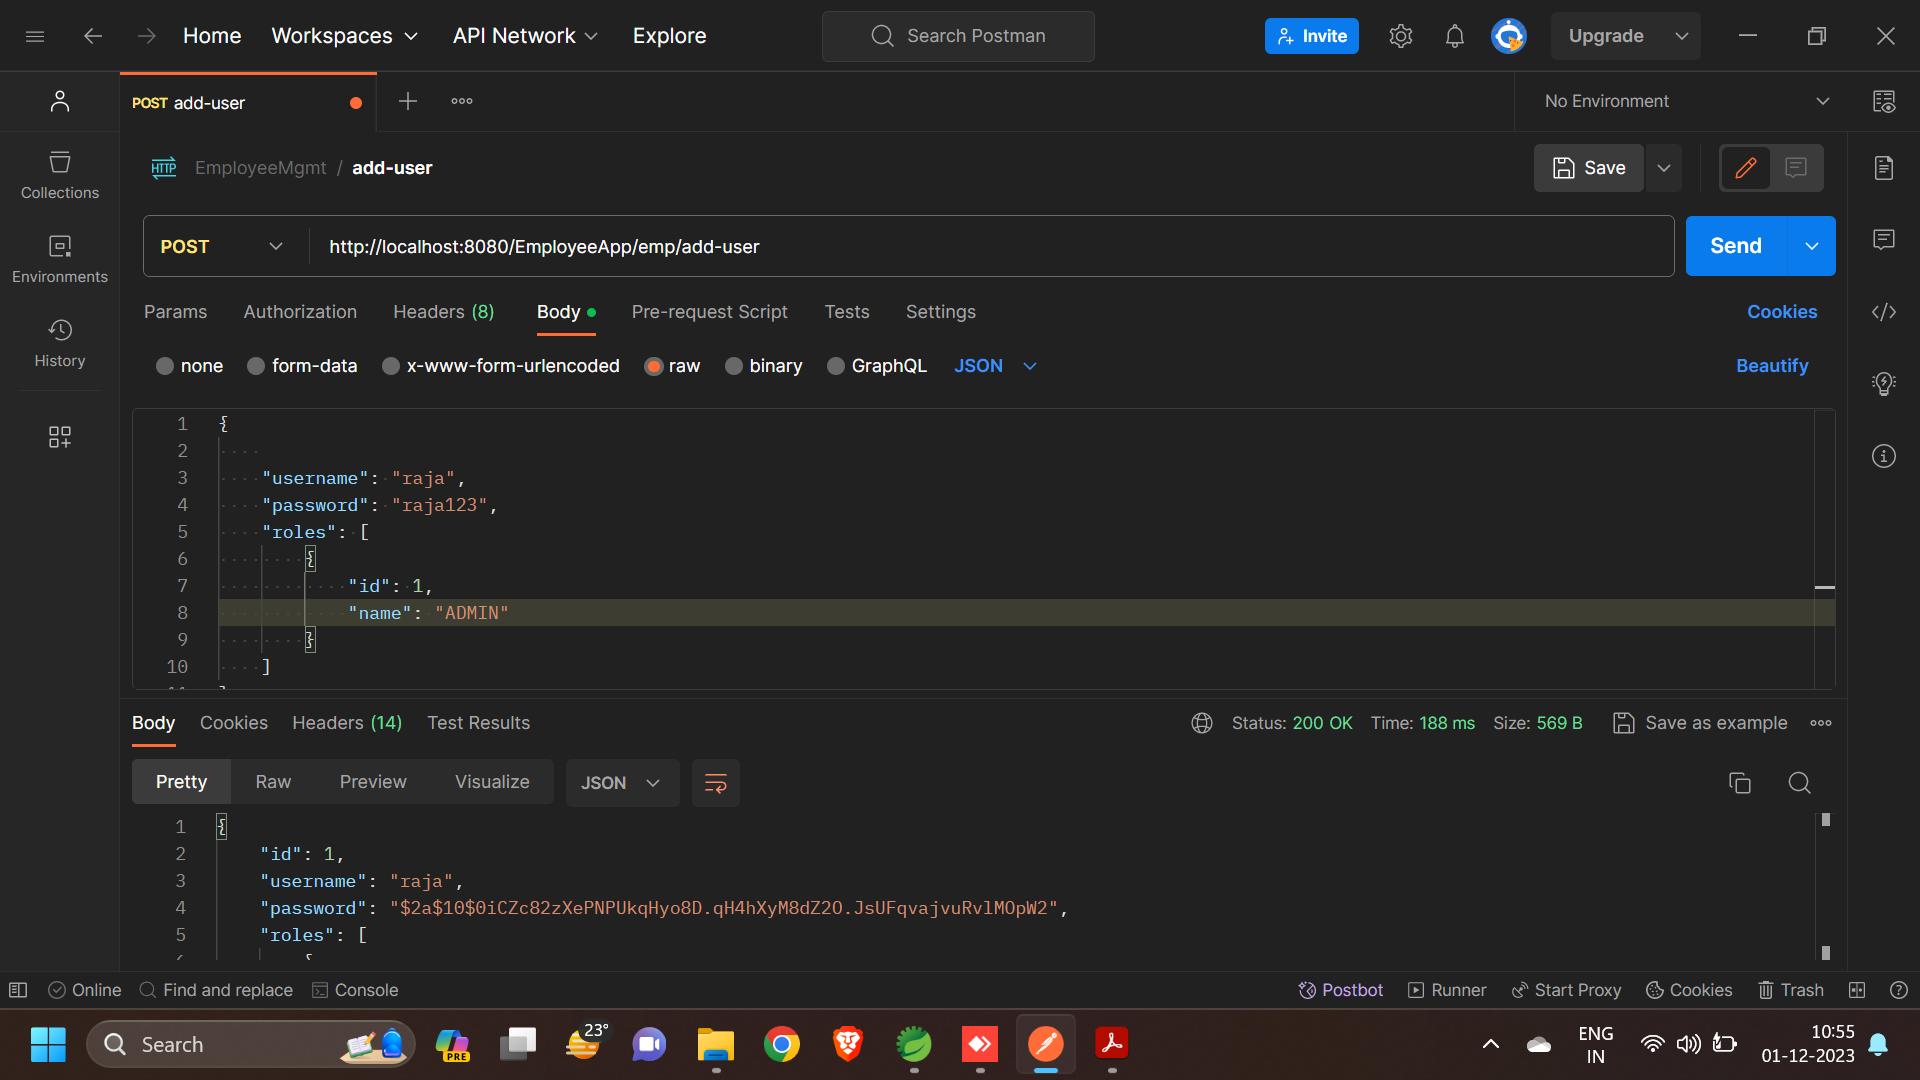 Home Workspaces API Network Explore Search Postman Invite Upgrade
POST add-user No Environment
HTTP EmployeeMgmt / add-user Save
POST http://localhost:8080/EmployeeApp/emp/add-user Send
Params Authorization Headers (8) Body Pre-request Script Tests Settings Cookies
none form-data x-www-form-urlencoded raw binary GraphQL JSON Beautify
Collections
Environments
History
1 {
2
3 "username": "raja",
4 "password": "raja123",
5 "roles": [
6 {
7 "id": 1,
8 "name": "ADMIN"
9 }
10 ]
Body Cookies Headers (14) Test Results Status: 200 OK Time: 188 ms Size: 569 B Save as example
Pretty Raw Preview Visualize JSON
1 {
2 "id": 1,
3 "username": "raja",
4 "password": "$2a$10$0iCZc82zXePNPUkqHyo8D.qH4hXyM8dZ2O.JsUFqvajvuRvlMOpW2",
5 "roles": [
Online Find and replace Console Postbot Runner Start Proxy Cookies Trash
Search PRE 23° ENG 10:55
IN 01-12-2023